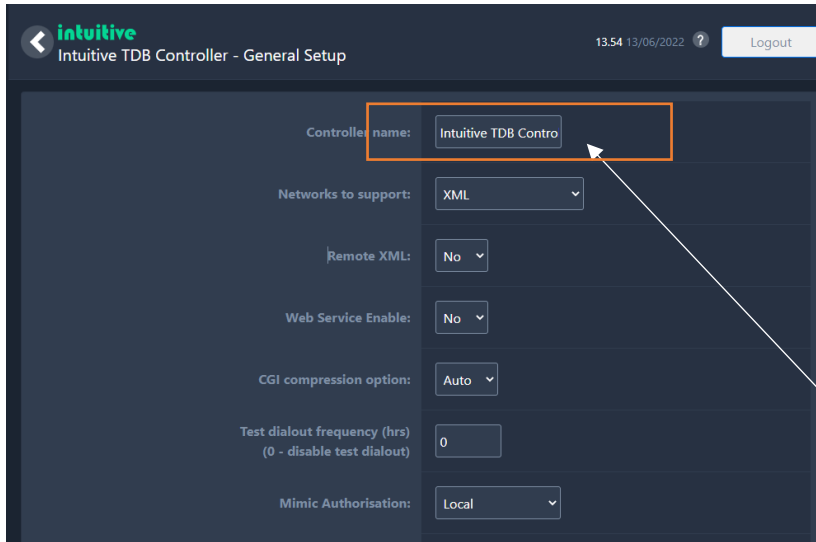 intuitive
Intuitive TDB Controller - General Setup
13.54 13/06/2022 ? Logout
Controller name: Intuitive TDB Contro
Networks to support: XML
Remote XML: No
Web Service Enable: No
CGI compression option: Auto
Test dialout frequency (hrs)
(0 - disable test dialout) 0
Mimic Authorisation: Local